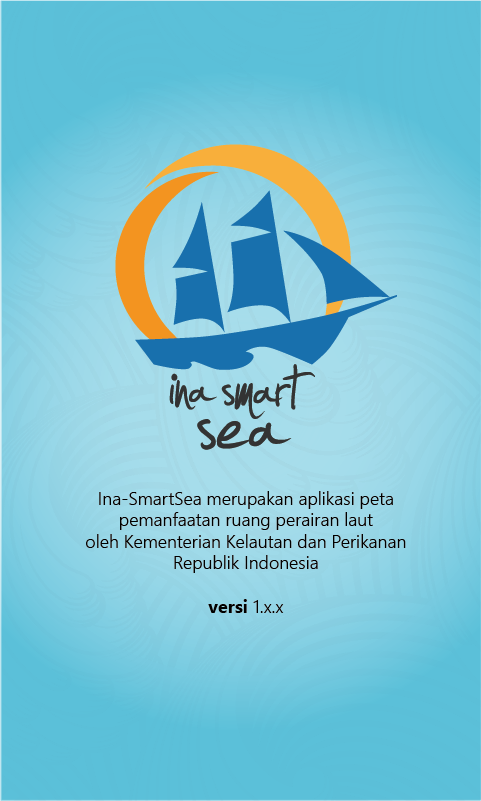 ina smart
sea
Ina-SmartSea merupakan aplikasi peta
pemanfaatan ruang perairan laut
oleh Kementerian Kelautan dan Perikanan
Republik Indonesia
versi 1.x.x